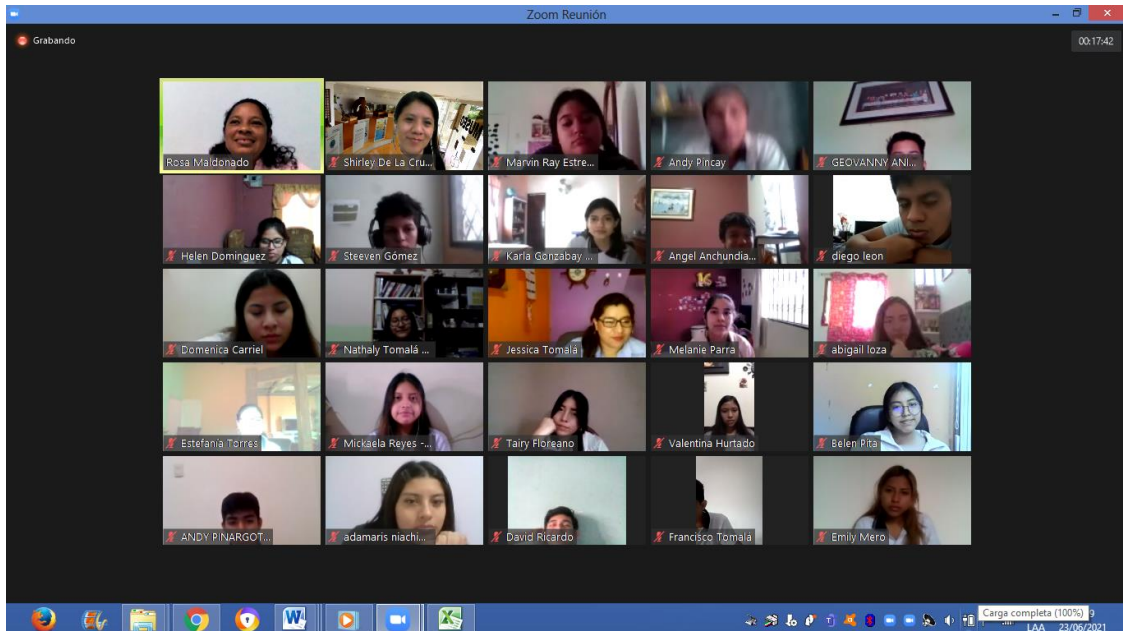 Zoom Reunión
Grabando
00:17:42
Rosa Maldonado
Shirley De La Cru...
Marvin Ray Estre...
Andy Pincay
GEOVANNY ANI...
Helen Dominguez
Steeven Gómez
Karla Gonzabay ...
Angel Anchundia...
diego leon
Domenica Carriel
Nathaly Tomalá ...
Jessica Tomalá
Melanie Parra
abigail loza
Estefanía Torres
Mickaela Reyes -...
Tairy Floreano
Valentina Hurtado
Belen Pita
ANDY PINARGOT...
adamaris niachi...
David Ricardo
Francisco Tomalá
Emily Mero
Carga completa (100%)
LAA 23/06/2021